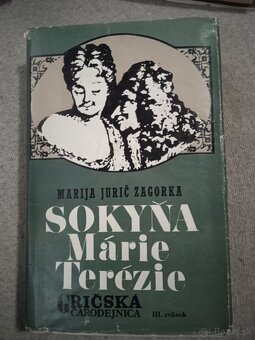 MARIJA JURIĆ ZAGORKA
SOKYŇA
Márie
Terézie
GRIČSKÁ
ČARODEJNICA III. zväzok